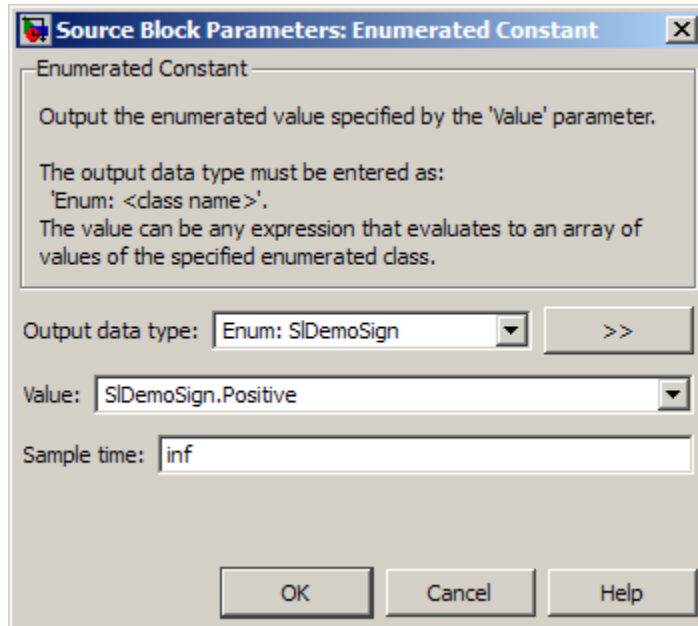 Source Block Parameters: Enumerated Constant
Enumerated Constant
Output the enumerated value specified by the 'Value' parameter.
The output data type must be entered as:
'Enum: <class name>'.
The value can be any expression that evaluates to an array of
values of the specified enumerated class.
Output data type: Enum: SlDemoSign >>
Value: SlDemoSign.Positive
Sample time: inf
OK Cancel Help